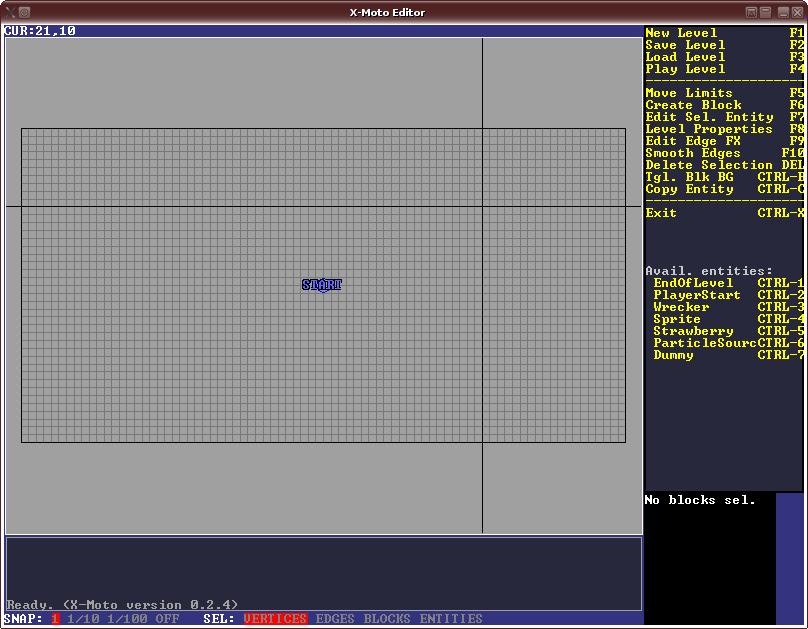 X-Moto Editor
CUR:21,10
New Level F1
Save Level F2
Load Level F3
Play Level F4
Move Limits F5
Create Block F6
Edit Sel. Entity F7
Level Properties F8
Edit Edge FX F9
Smooth Edges F10
Delete Selection DEL
Tgl. Blk BG CTRL-B
Copy Entity CTRL-C
Exit CTRL-X
Avail. entities:
EndOfLevel CTRL-1
PlayerStart CTRL-2
Wrecker CTRL-3
Sprite CTRL-4
Strawberry CTRL-5
ParticleSourcCTRL-6
Dummy CTRL-7
START
No blocks sel.
Ready. (X-Moto version 0.2.4)
SNAP: 1 1/10 1/100 OFF SEL: VERTICES EDGES BLOCKS ENTITIES